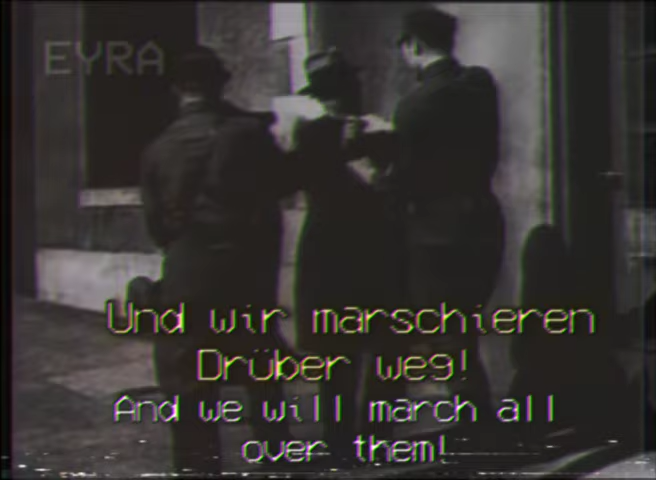 EYRA
Und wir marschieren
Drüber weg!
And we will march all
over them!